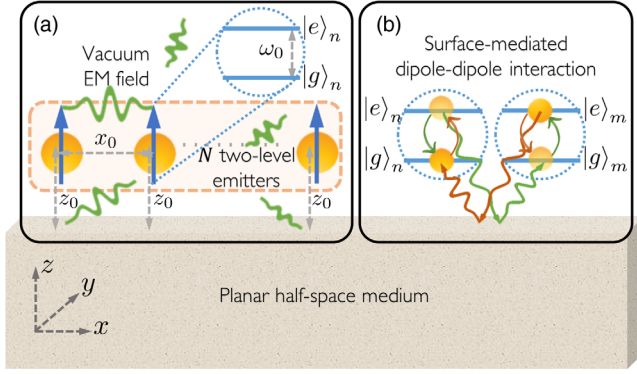 (a)
Vacuum
EM field
|e⟩ₙ
ω₀
|g⟩ₙ
x₀
N two-level
emitters
z₀
z₀
z₀
(b)
Surface-mediated
dipole-dipole interaction
|e⟩ₙ
|e⟩ₘ
|g⟩ₙ
|g⟩ₘ
z
y
x
Planar half-space medium